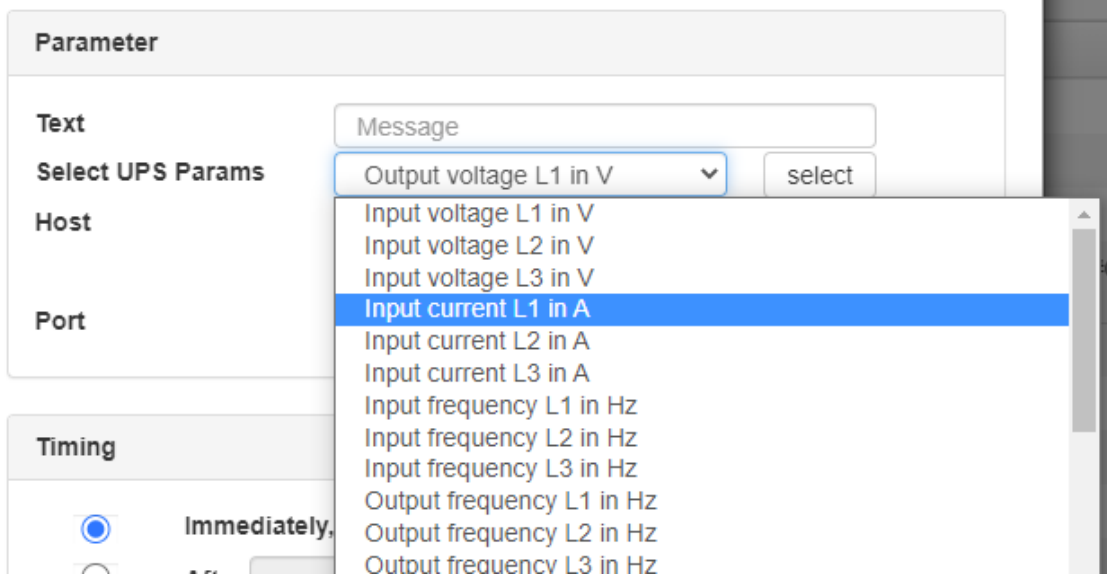 Parameter
Text
Message
Select UPS Params
Output voltage L1 in V
select
Host
Input voltage L1 in V
Input voltage L2 in V
Input voltage L3 in V
Port
Input current L1 in A
Input current L2 in A
Input current L3 in A
Input frequency L1 in Hz
Timing
Input frequency L2 in Hz
Input frequency L3 in Hz
Output frequency L1 in Hz
Immediately,
Output frequency L2 in Hz
Output frequency L3 in Hz